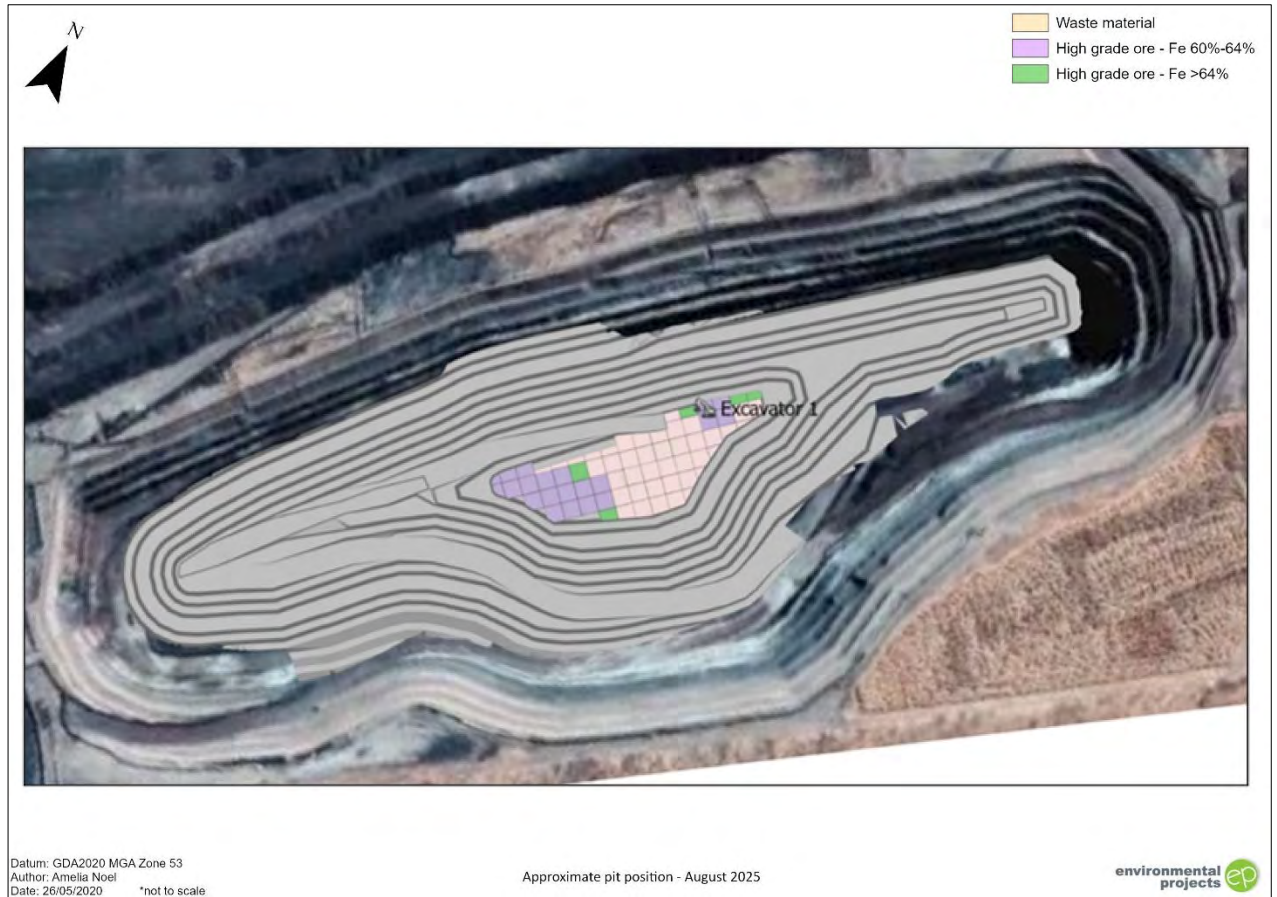 N
Waste material
High grade ore - Fe 60%-64%
High grade ore - Fe >64%
Excavator 1
Datum: GDA2020 MGA Zone 53
Author: Amelia Noel
Date: 26/05/2020 *not to scale
Approximate pit position - August 2025
environmental
projects
ep